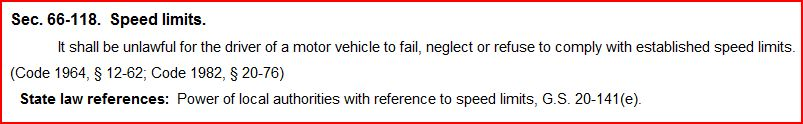 Sec. 66-118.  Speed limits.
It shall be unlawful for the driver of a motor vehicle to fail, neglect or refuse to comply with established speed limits.
(Code 1964, § 12-62; Code 1982, § 20-76)
State law references:  Power of local authorities with reference to speed limits, G.S. 20-141(e).